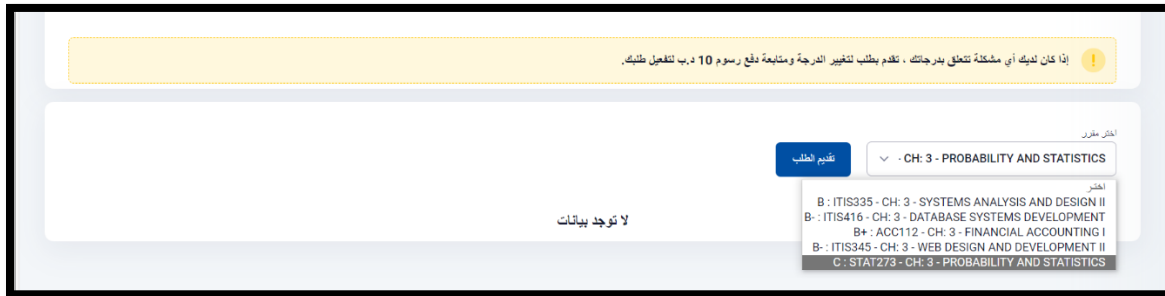 إذا كان لديك أي مشكلة تتعلق بدرجاتك ، تقدم بطلب لتغيير الدرجة ومتابعة دفع رسوم 10 د.ب لتفعيل طلبك.
اختر مقرر
- CH: 3 - PROBABILITY AND STATISTICS
تقديم الطلب
اختر
B : ITIS335 - CH: 3 - SYSTEMS ANALYSIS AND DESIGN II
B- : ITIS416 - CH: 3 - DATABASE SYSTEMS DEVELOPMENT
B+ : ACC112 - CH: 3 - FINANCIAL ACCOUNTING I
B- : ITIS345 - CH: 3 - WEB DESIGN AND DEVELOPMENT II
C : STAT273 - CH: 3 - PROBABILITY AND STATISTICS
لا توجد بيانات